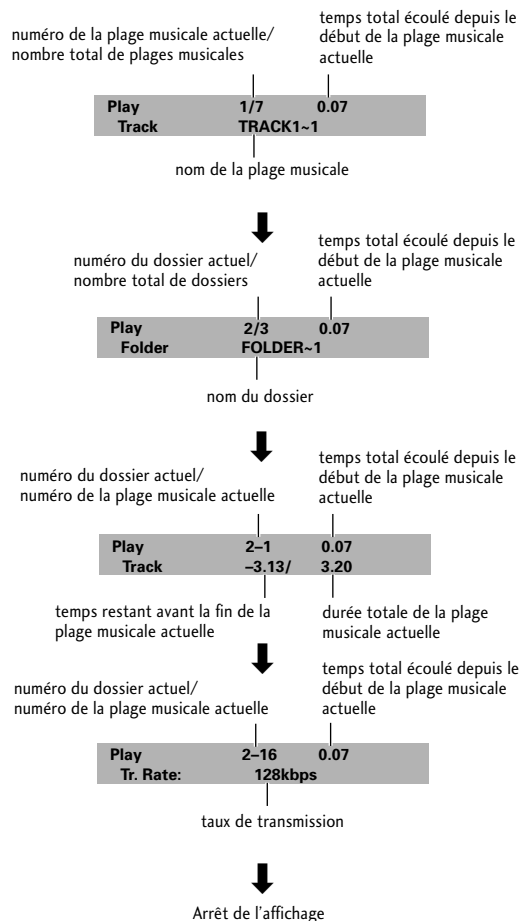 numéro de la plage musicale actuelle/
nombre total de plages musicales
temps total écoulé depuis le
début de la plage musicale
actuelle
Play 1/7 0.07
Track TRACK1~1
nom de la plage musicale
numéro du dossier actuel/
nombre total de dossiers
temps total écoulé depuis le
début de la plage musicale
actuelle
Play 2/3 0.07
Folder FOLDER~1
nom du dossier
numéro du dossier actuel/
numéro de la plage musicale actuelle
temps total écoulé depuis le
début de la plage musicale
actuelle
Play 2–1 0.07
Track –3.13/ 3.20
temps restant avant la fin de la
plage musicale actuelle
durée totale de la plage
musicale actuelle
numéro du dossier actuel/
numéro de la plage musicale actuelle
temps total écoulé depuis le
début de la plage musicale
actuelle
Play 2–16 0.07
Tr. Rate: 128kbps
taux de transmission
Arrêt de l'affichage